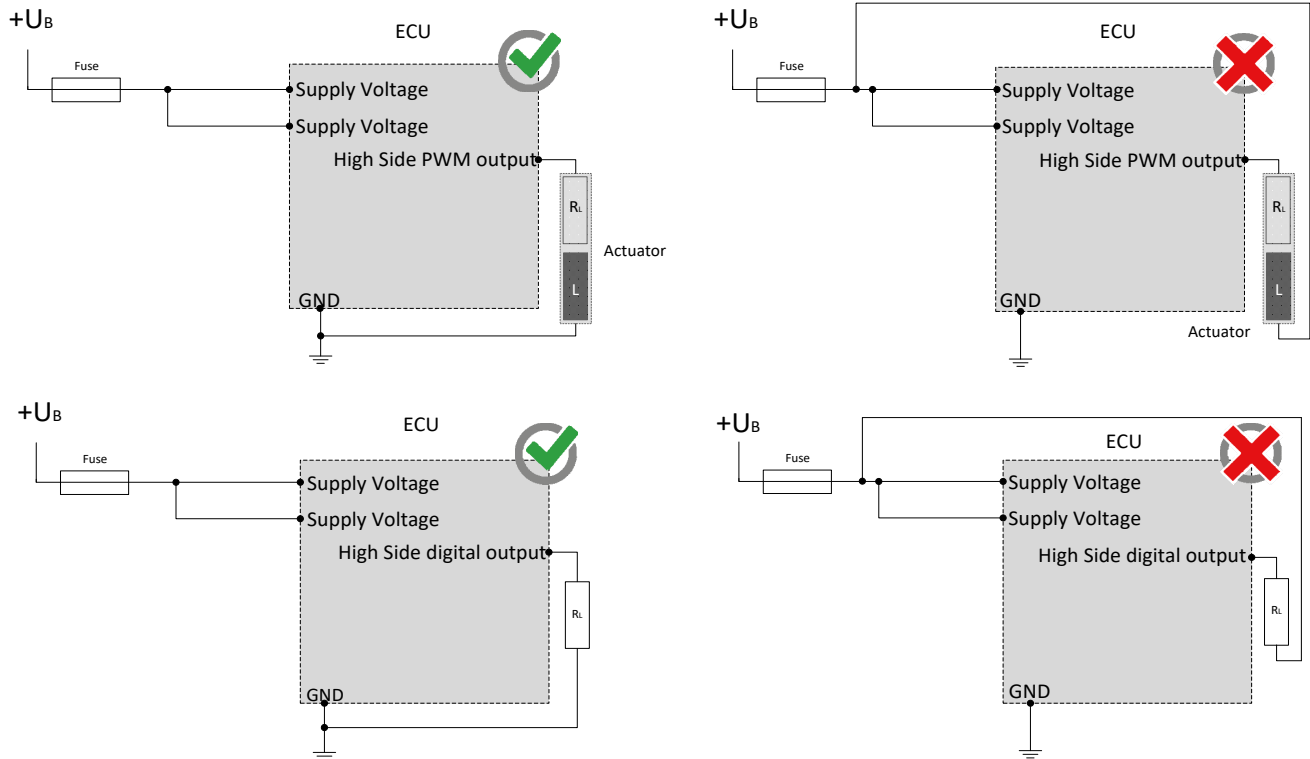 +UB
ECU
Fuse
Supply Voltage
Supply Voltage
High Side PWM output
RL
Actuator
L
GND
+UB
ECU
Fuse
Supply Voltage
Supply Voltage
High Side PWM output
RL
L
GND
Actuator
+UB
ECU
Fuse
Supply Voltage
Supply Voltage
High Side digital output
RL
GND
+UB
ECU
Fuse
Supply Voltage
Supply Voltage
High Side digital output
RL
GND